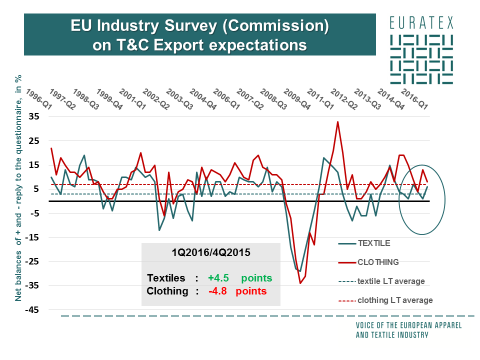 EU Industry Survey (Commission)
on T&C Export expectations
EURATEX
Net balances of + and - reply to the questionnaire, in %
1996-Q1
1997-Q2
1998-Q3
1999-Q4
2001-Q1
2002-Q2
2003-Q3
2004-Q4
2006-Q1
2007-Q2
2008-Q3
2009-Q4
2011-Q1
2012-Q2
2013-Q3
2014-Q4
2016-Q1
35
25
15
5
-5
-15
-25
-35
-45
1Q2016/4Q2015
Textiles : +4.5 points
Clothing : -4.8 points
TEXTILE
CLOTHING
textile LT average
clothing LT average
VOICE OF THE EUROPEAN APPAREL
AND TEXTILE INDUSTRY